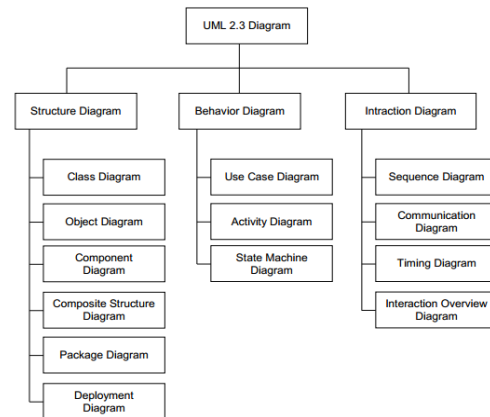 UML 2.3 Diagram
Structure Diagram
Behavior Diagram
Intraction Diagram
Class Diagram
Object Diagram
Component
Diagram
Composite Structure
Diagram
Package Diagram
Deployment
Diagram
Use Case Diagram
Activity Diagram
State Machine
Diagram
Sequence Diagram
Communication
Diagram
Timing Diagram
Interaction Overview
Diagram